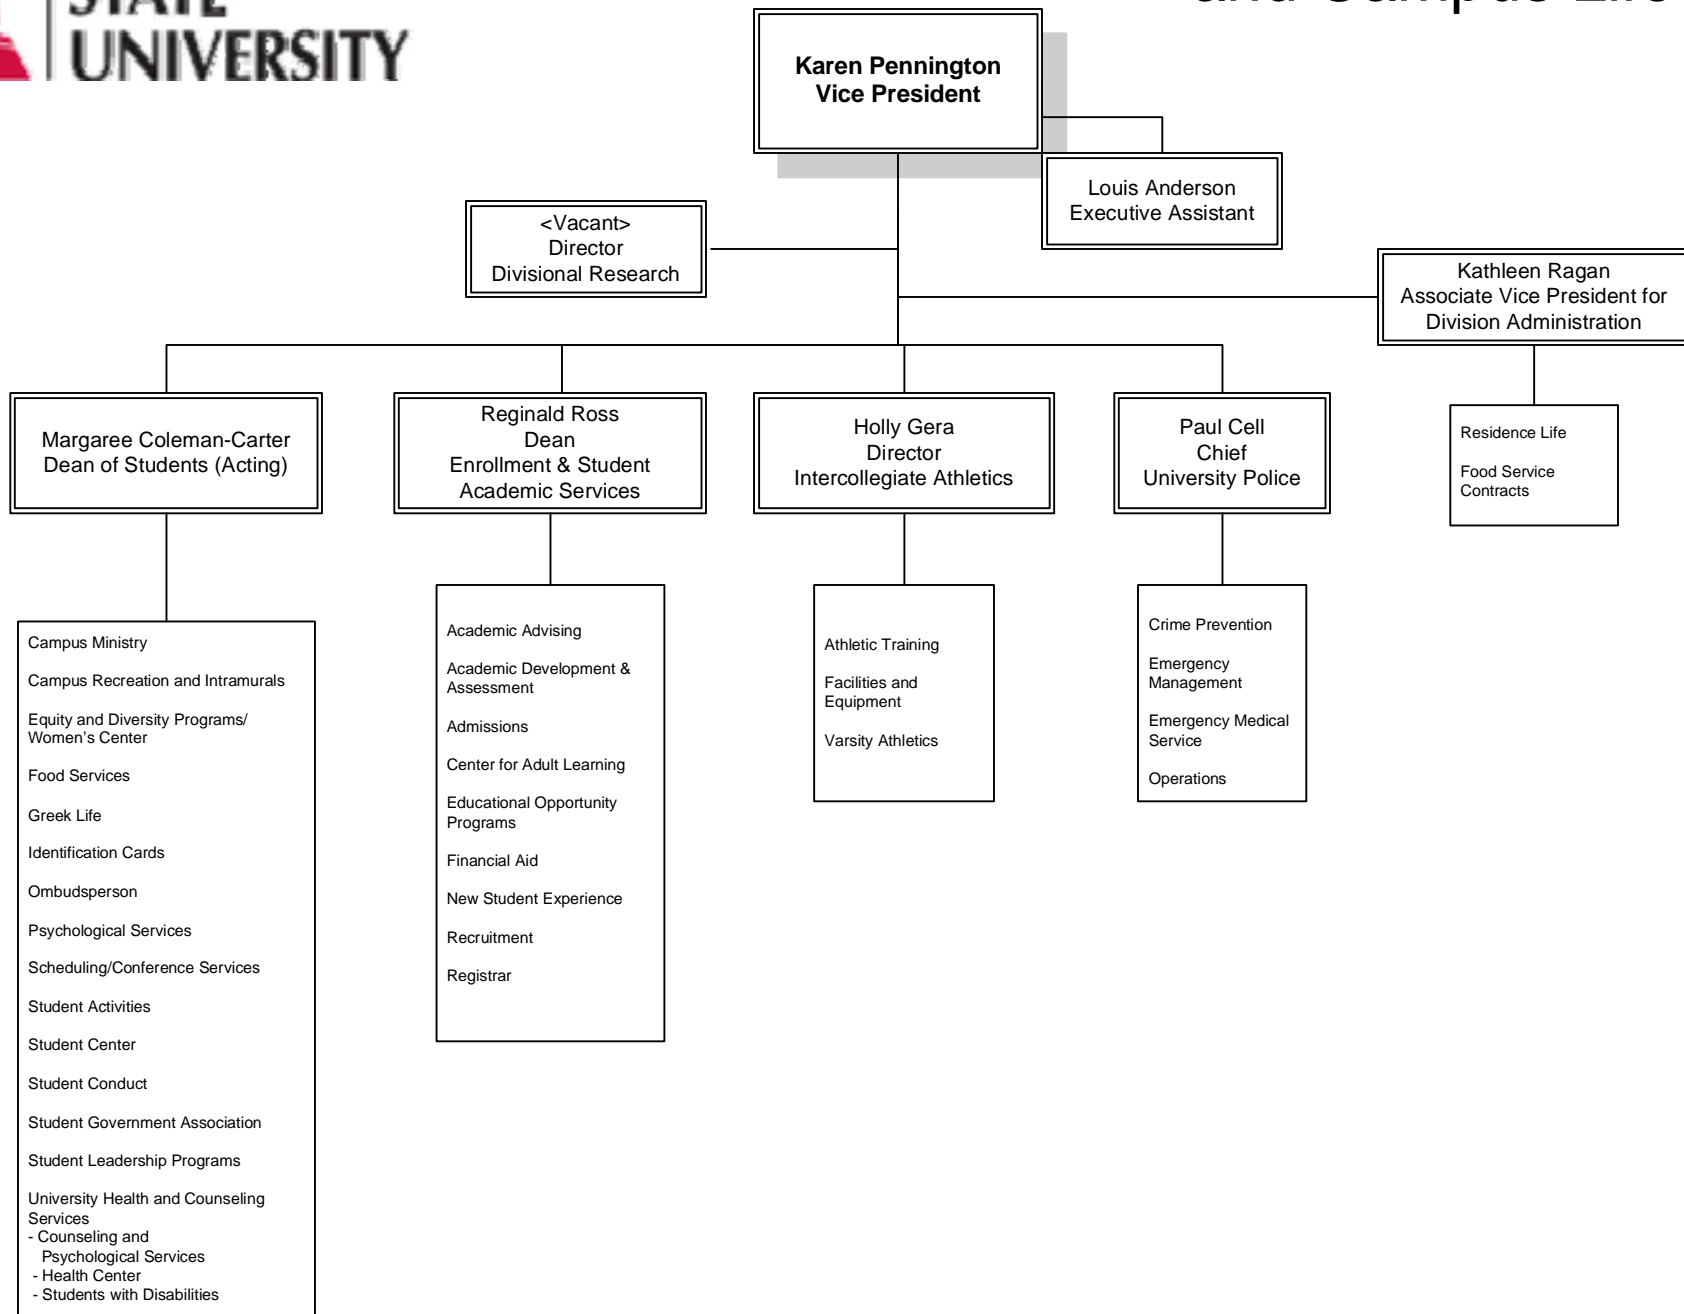 STATE
UNIVERSITY
and Campus Life
Karen Pennington
Vice President
Louis Anderson
Executive Assistant
<Vacant>
Director
Divisional Research
Kathleen Ragan
Associate Vice President for
Division Administration
Margaree Coleman-Carter
Dean of Students (Acting)
Reginald Ross
Dean
Enrollment & Student
Academic Services
Holly Gera
Director
Intercollegiate Athletics
Paul Cell
Chief
University Police
Residence Life
Food Service
Contracts
Campus Ministry
Campus Recreation and Intramurals
Equity and Diversity Programs/
Women's Center
Food Services
Greek Life
Identification Cards
Ombudsperson
Psychological Services
Scheduling/Conference Services
Student Activities
Student Center
Student Conduct
Student Government Association
Student Leadership Programs
University Health and Counseling
Services
- Counseling and
Psychological Services
- Health Center
- Students with Disabilities
Academic Advising
Academic Development &
Assessment
Admissions
Center for Adult Learning
Educational Opportunity
Programs
Financial Aid
New Student Experience
Recruitment
Registrar
Athletic Training
Facilities and
Equipment
Varsity Athletics
Crime Prevention
Emergency
Management
Emergency Medical
Service
Operations